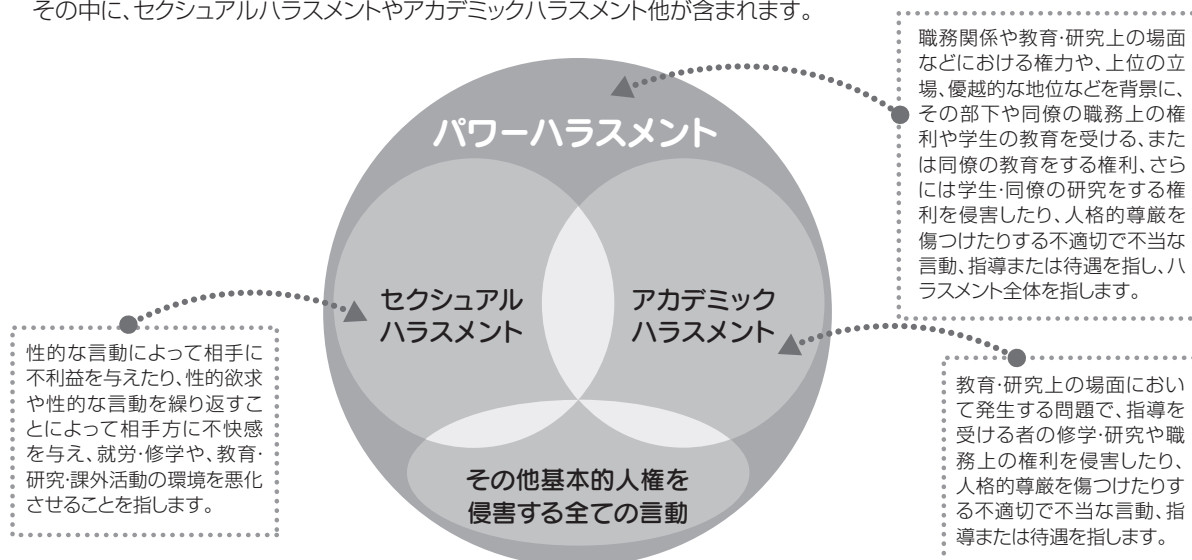 その中に、セクシュアルハラスメントやアカデミックハラスメント他が含まれます。
職務関係や教育・研究上の場面
などにおける権力や、上位の立
場、優越的な地位などを背景に、
その部下や同僚の職務上の権
利や学生の教育を受ける、また
は同僚の教育をする権利、さら
には学生・同僚の研究をする権
利を侵害したり、人格的尊厳を
傷つけたりする不適切で不当な
言動、指導または待遇を指し、ハ
ラスメント全体を指します。
パワーハラスメント
セクシュアル
ハラスメント
アカデミック
ハラスメント
性的な言動によって相手に
不利益を与えたり、性的欲求
や性的な言動を繰り返すこ
とによって相手方に不快感
を与え、就労・修学や、教育・
研究・課外活動の環境を悪化
させることを指します。
教育・研究上の場面におい
て発生する問題で、指導を
受ける者の修学・研究や職
務上の権利を侵害したり、
人格的尊厳を傷つけたりす
る不適切で不当な言動、指
導または待遇を指します。
その他基本的人権を
侵害する全ての言動